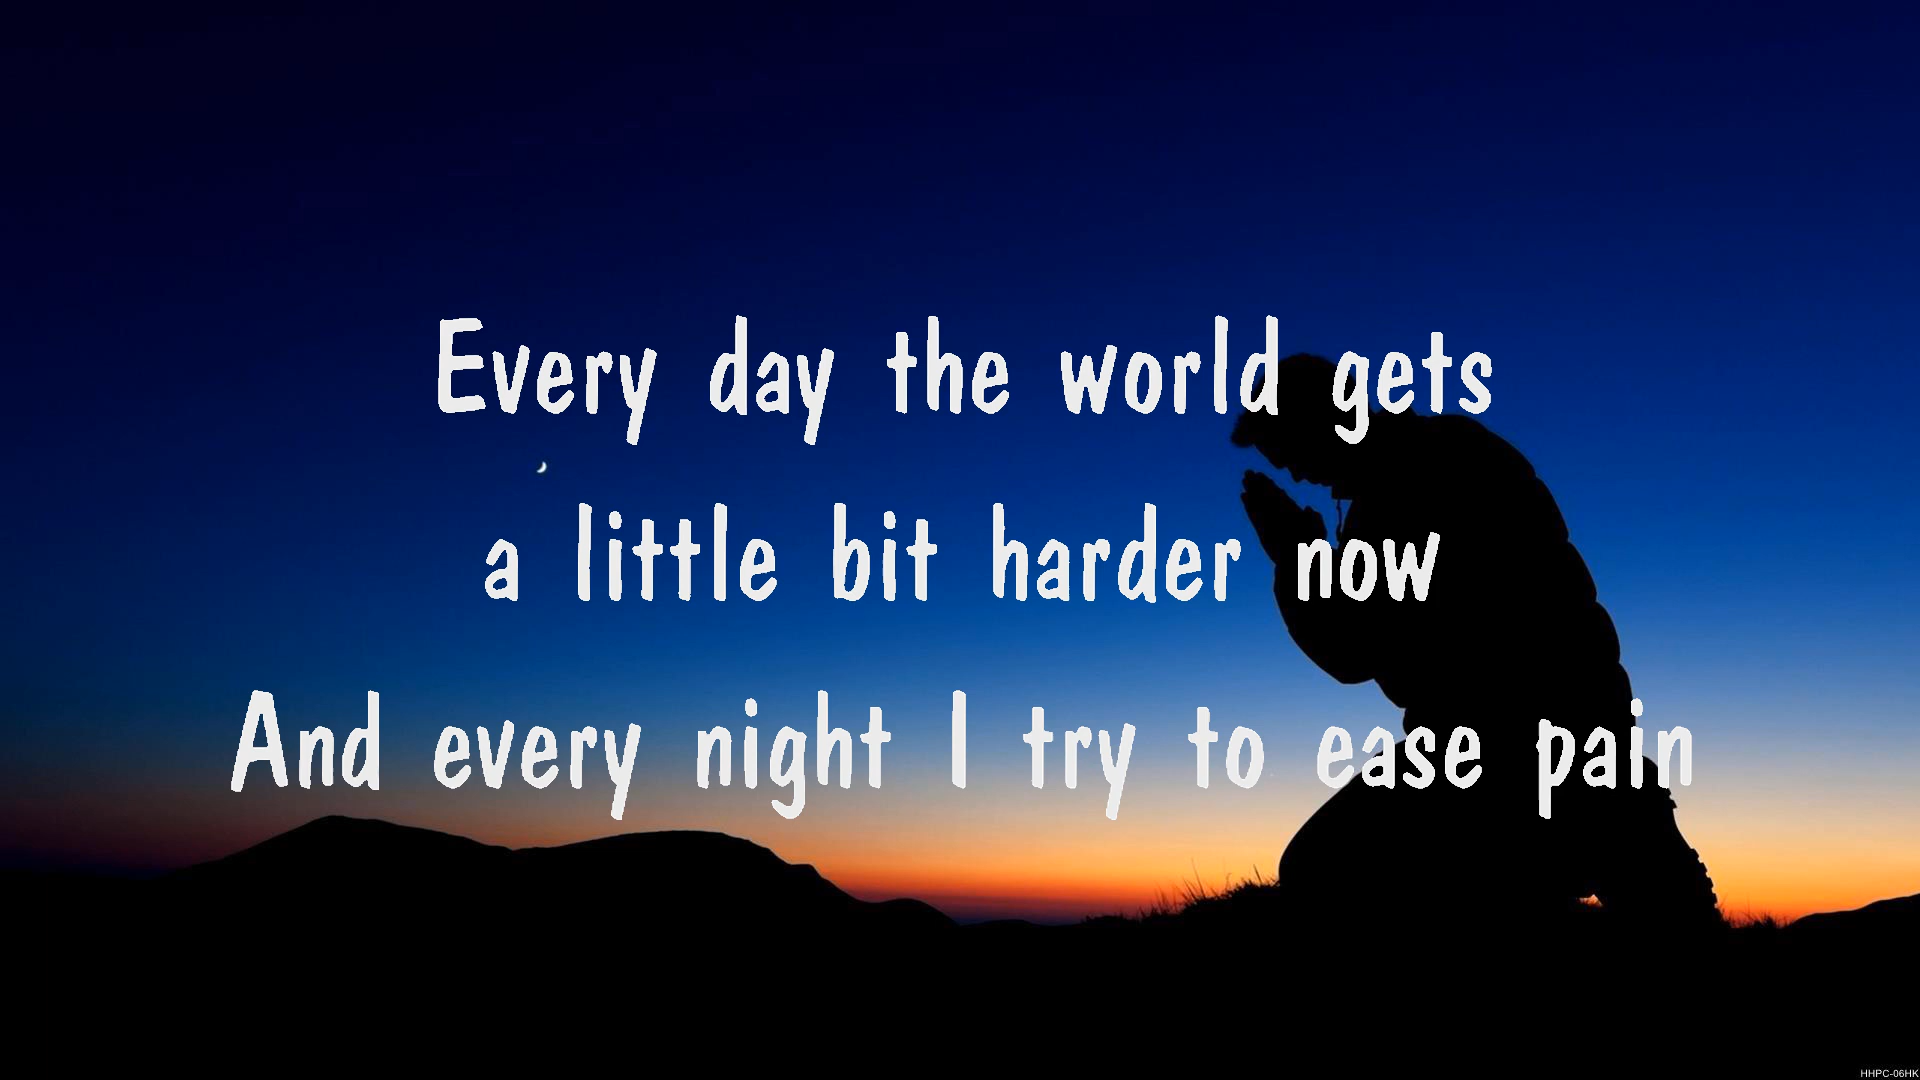 Every day the world gets
a little bit harder now
And every night I try to ease pain
HHPC-06HK